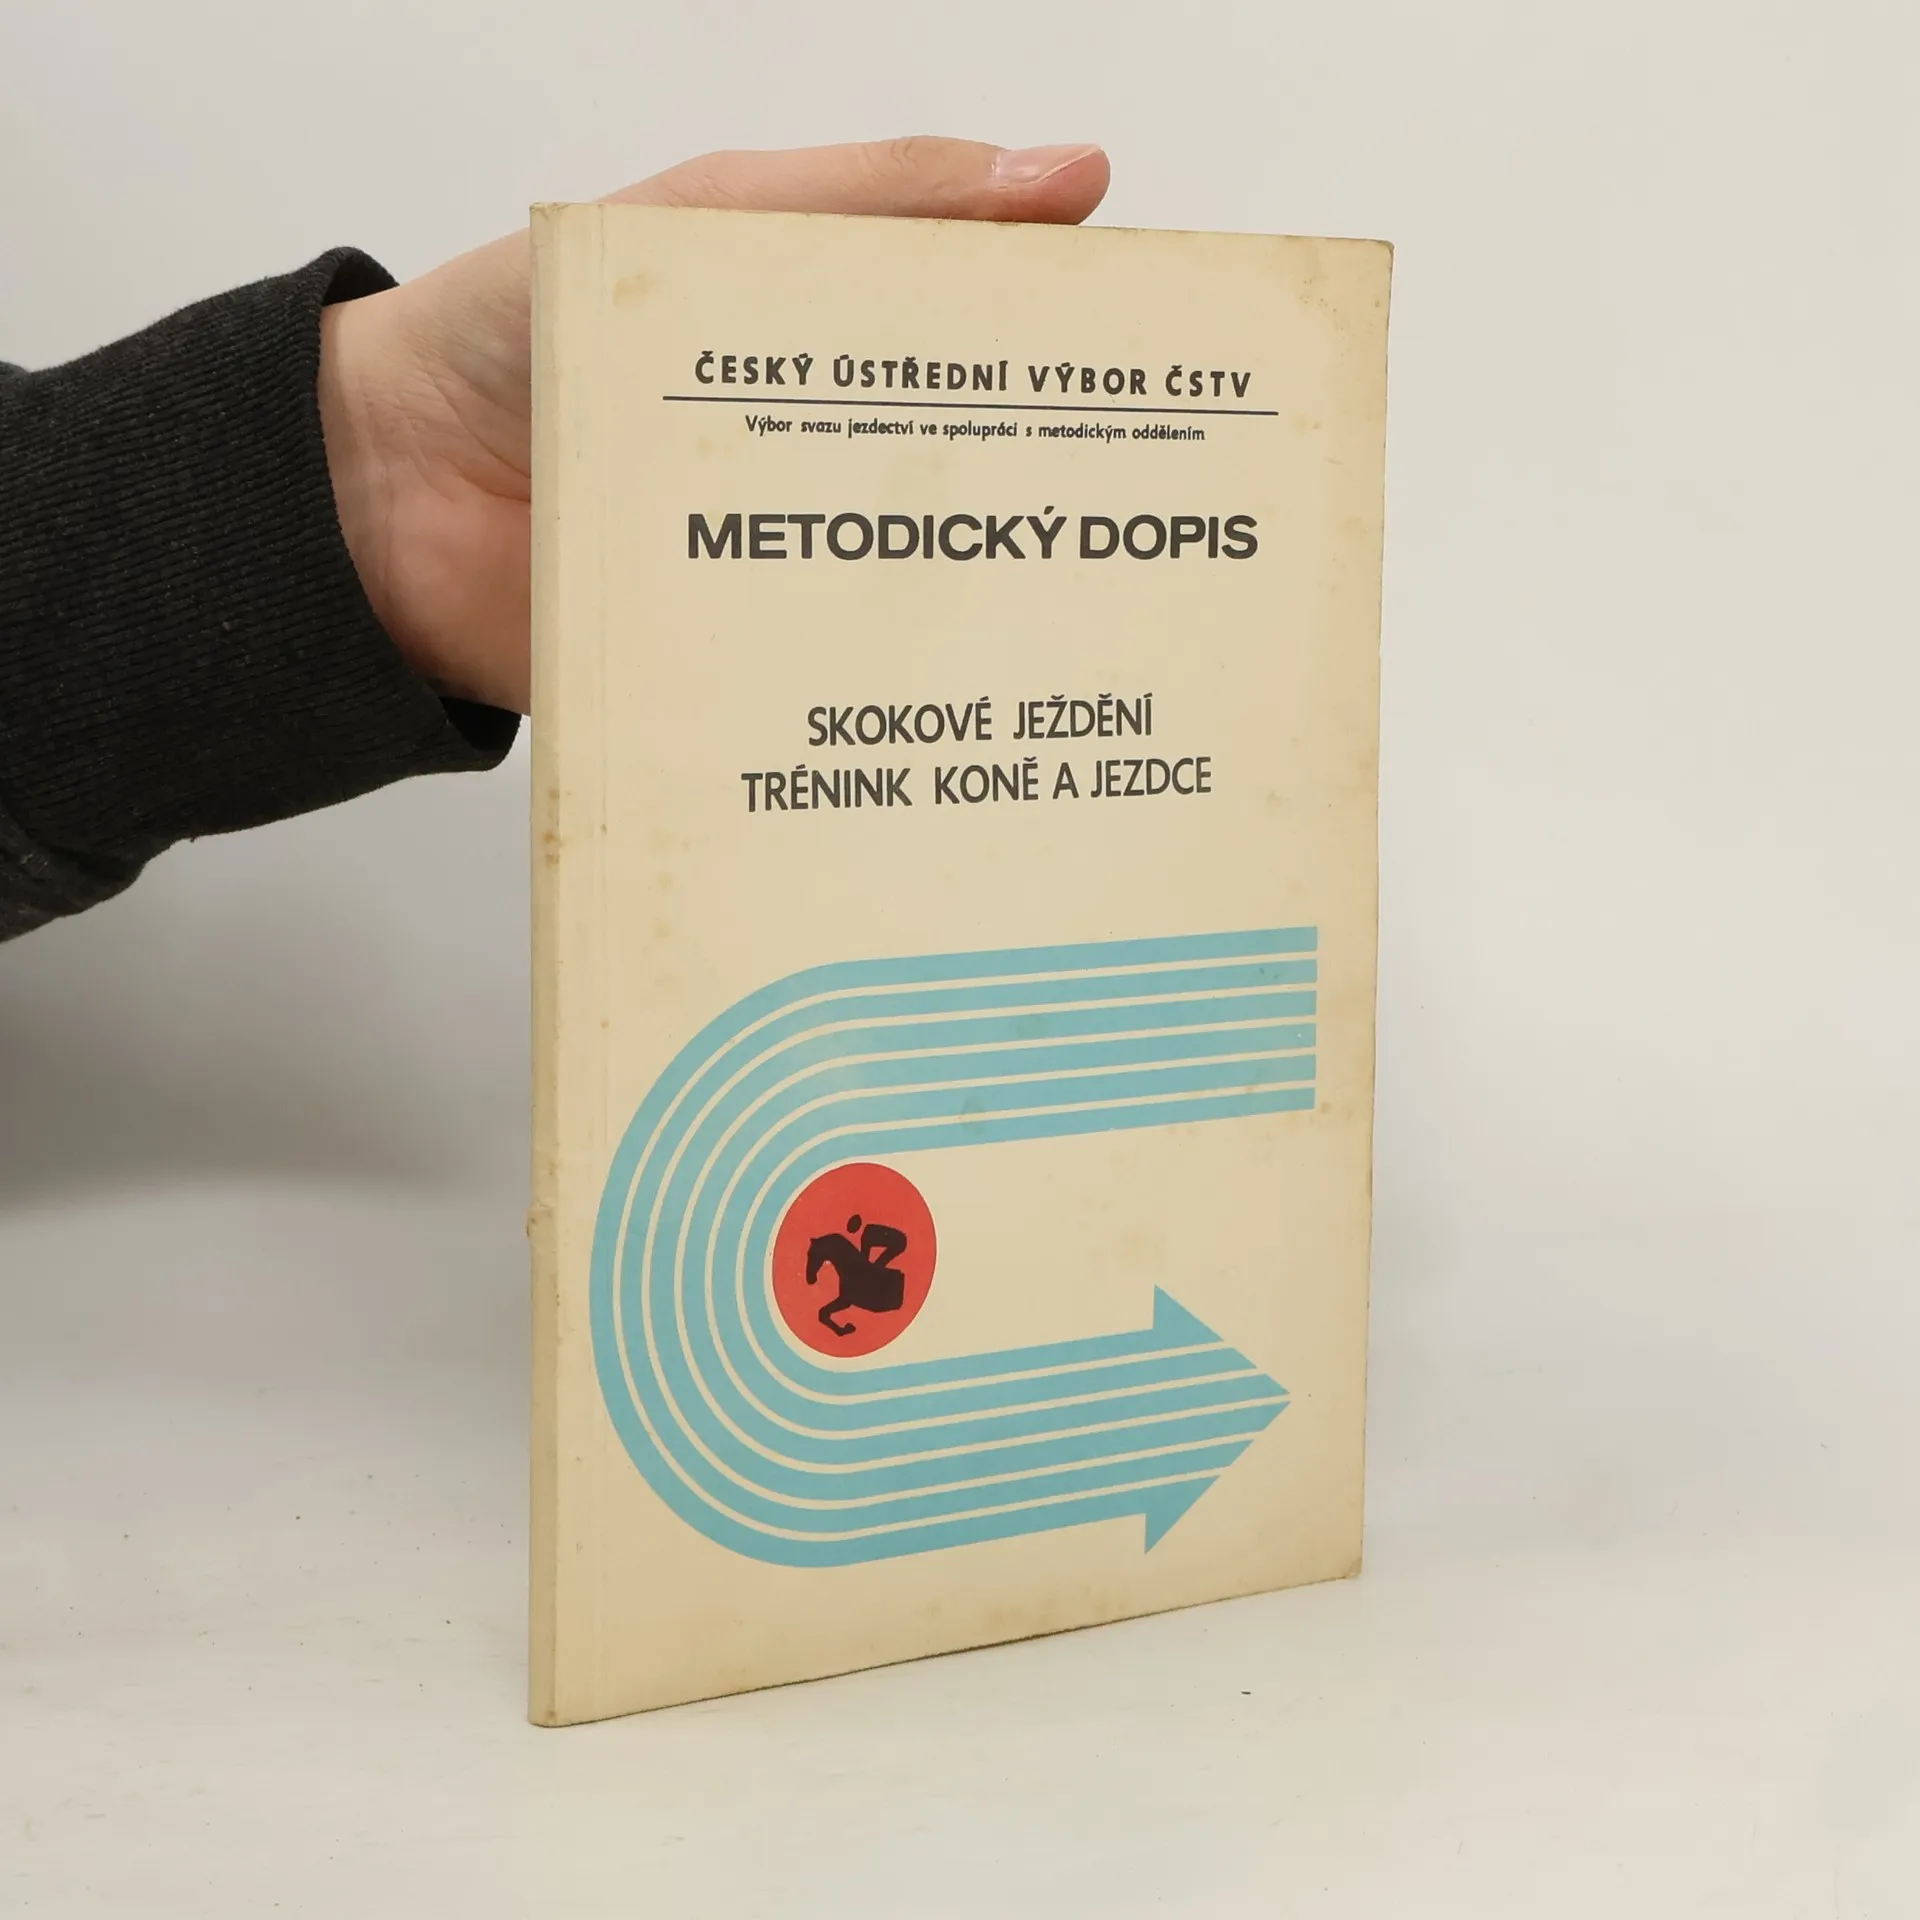 ČESKÝ ÚSTŘEDNÍ VÝBOR ČSTV
Výbor svazu jezdectví ve spolupráci s metodickým oddělením
METODICKÝ DOPIS
SKOKOVÉ JEŽDĚNÍ
TRÉNINK KONĚ A JEZDCE